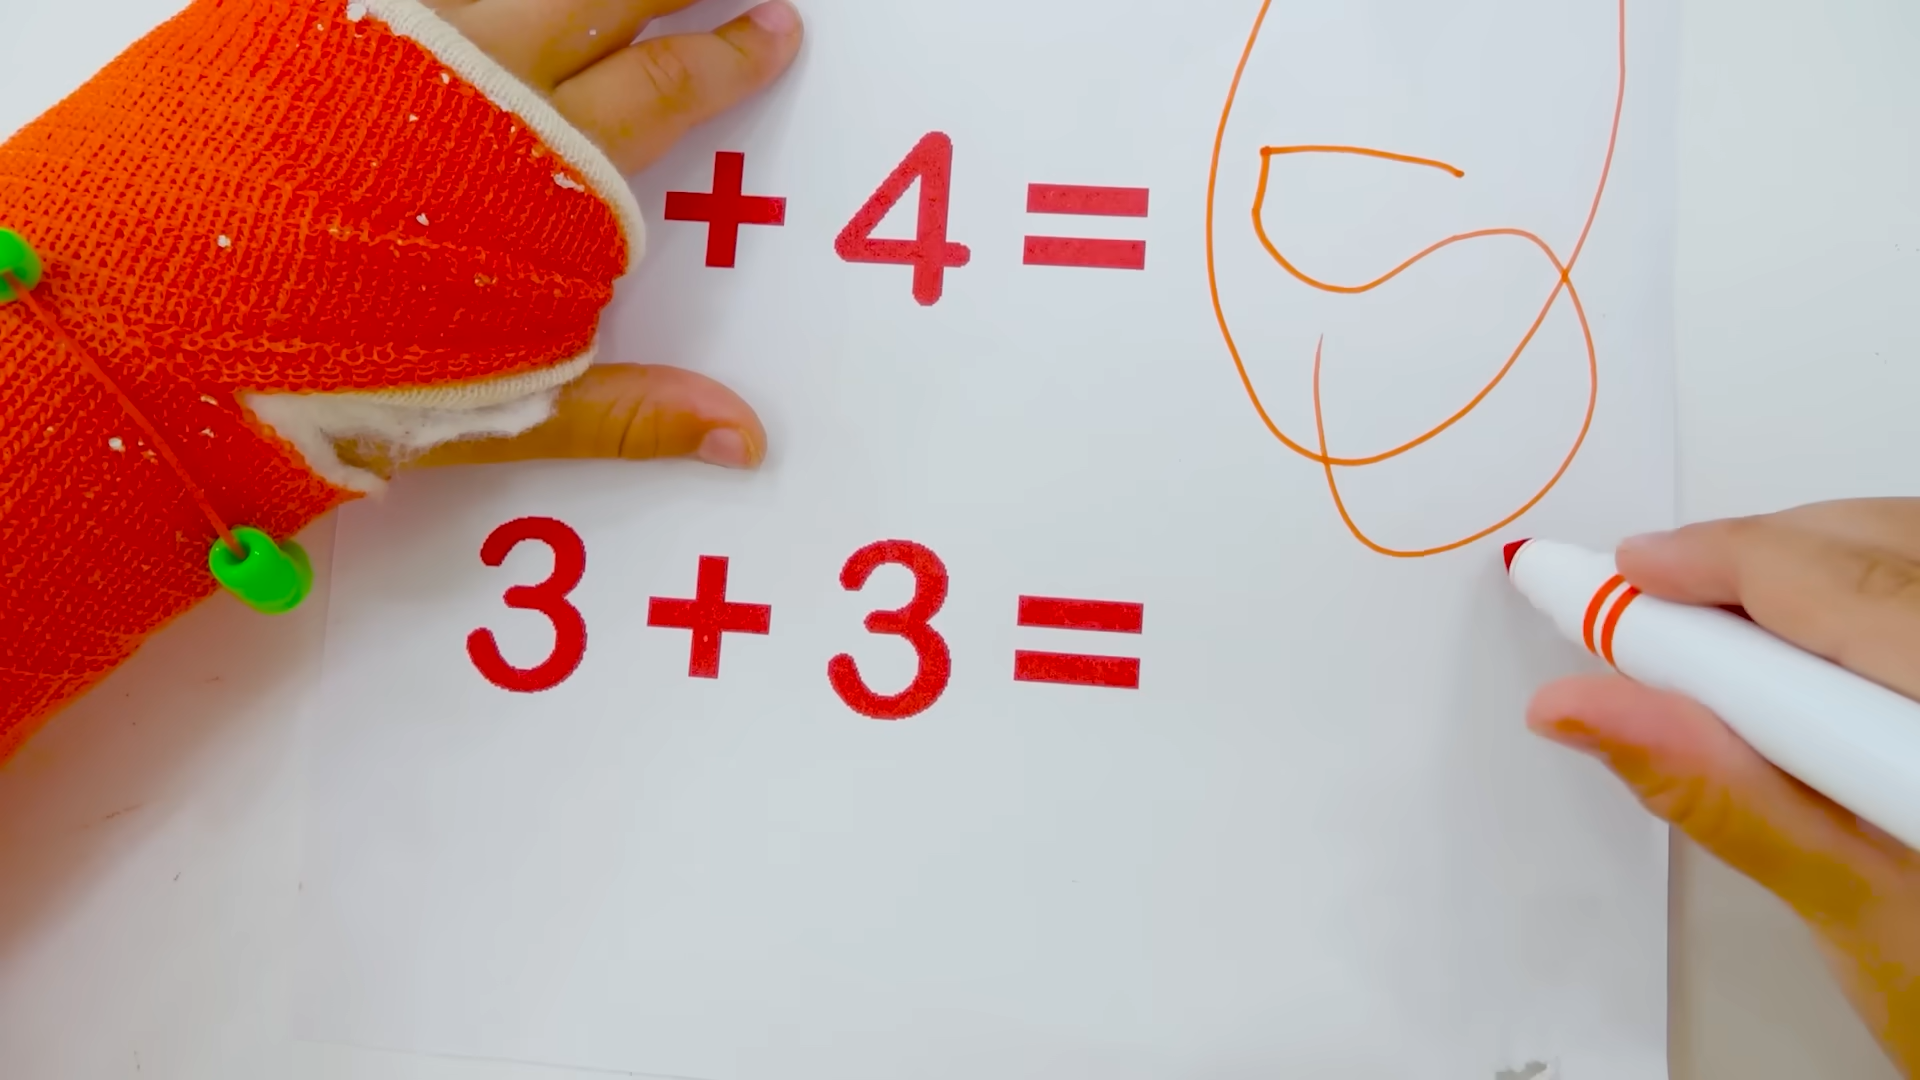 + 4 = 5
3 + 3 =